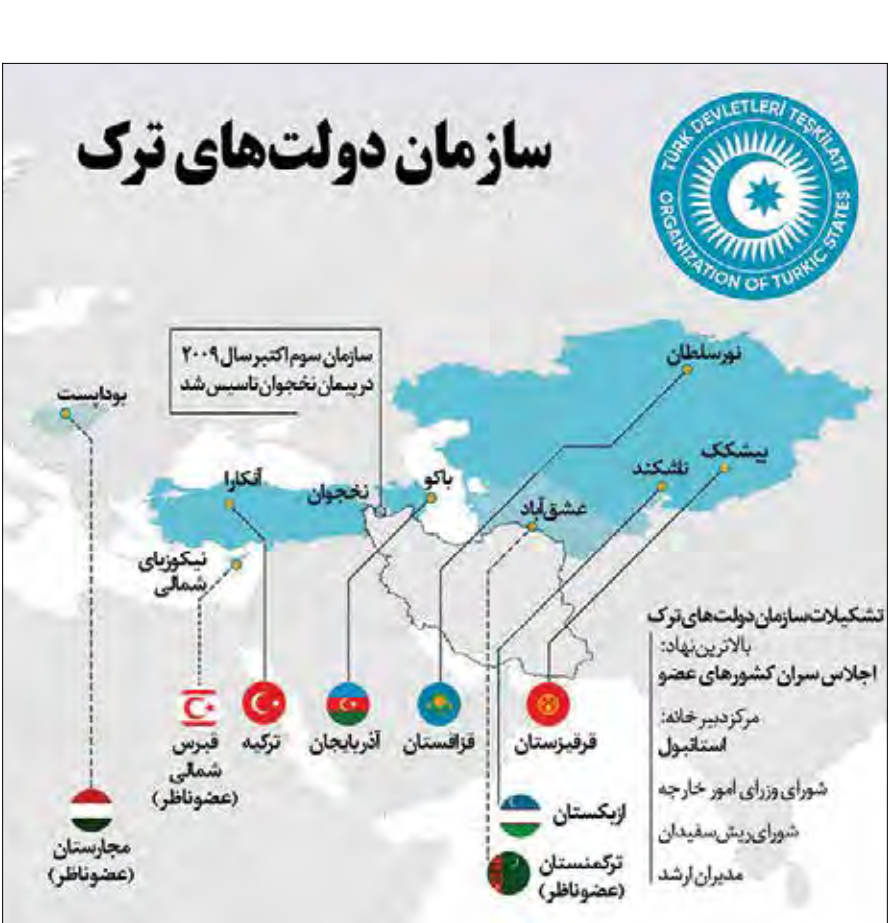 سازمان دولت‌های ترک
TÜRK DEVLETLERİ TEŞKİLATI
ORGANIZATION OF TURKIC STATES
سازمان سوم اکتبر سال ۲۰۰۹
در پیمان نخجوان تاسیس شد
نورسلطان
بوداپست
بیشکک
تاشکند
باکو
آنکارا
نخجوان
عشق‌آباد
نیکوزیای
شمالی
تشکیلات سازمان دولت‌های ترک
بالاترین نهاد:
اجلاس سران کشورهای عضو
مرکز دبیرخانه:
استانبول
شورای وزرای امور خارجه
شورای ریش‌سفیدان
مدیران ارشد
قرقیزستان
قزاقستان
آذربایجان
ترکیه
قبرس
شمالی
(عضو ناظر)
ازبکستان
ترکمنستان
(عضو ناظر)
مجارستان
(عضو ناظر)